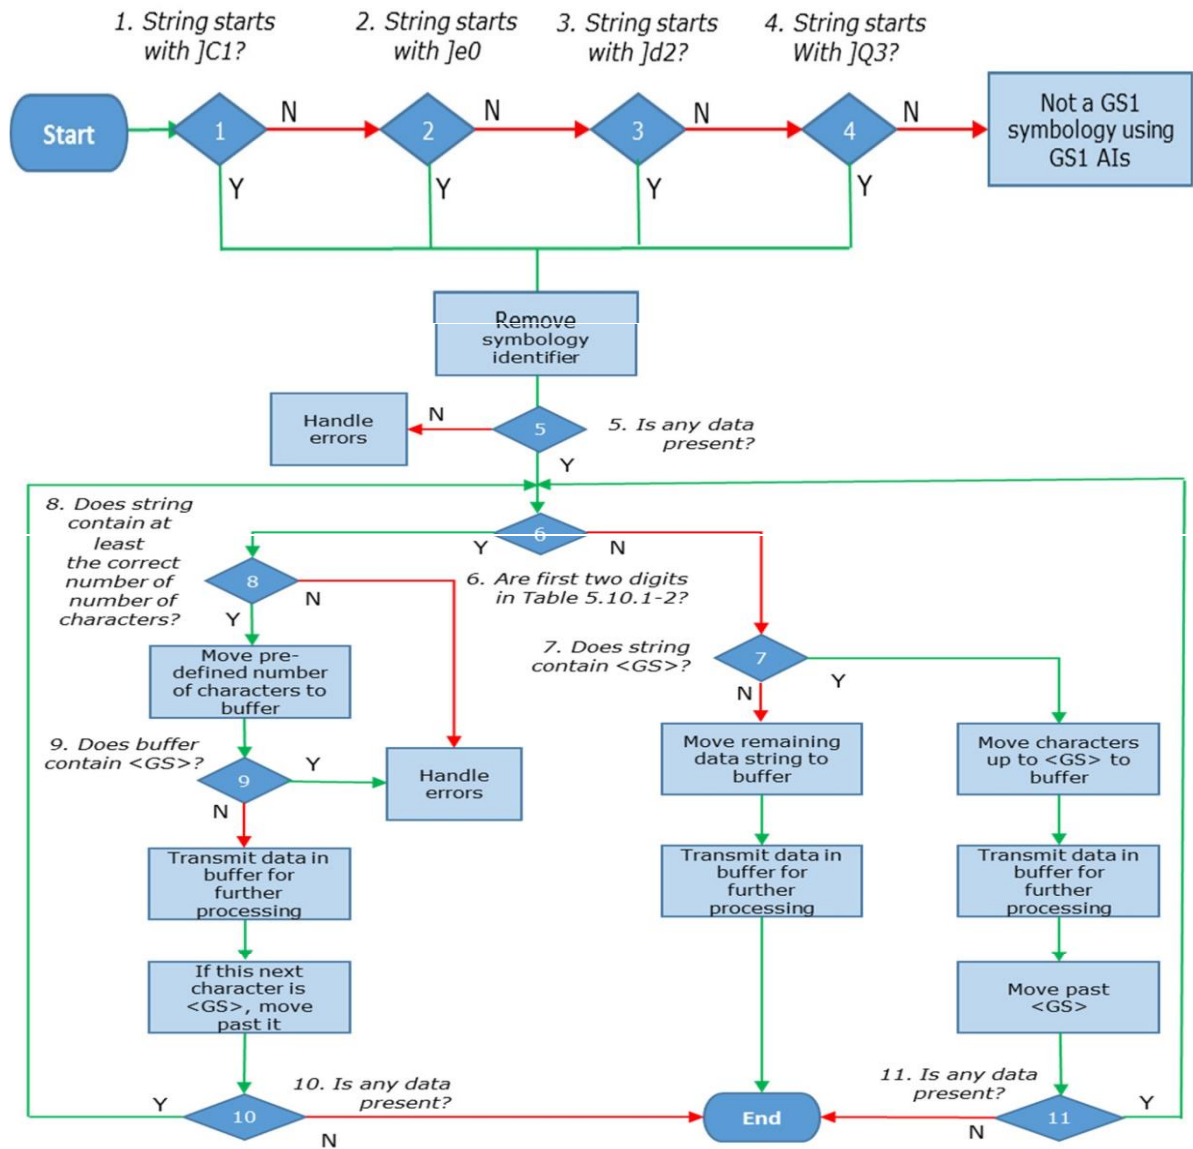 1. String starts
with ]C1?
2. String starts
with ]e0
3. String starts
with ]d2?
4. String starts
With ]Q3?
Start
1
N
2
N
3
N
4
N
Not a GS1
symbology using
GS1 AIs
Y
Y
Y
Y
Remove
symbology
identifier
Handle
errors
N
5
5. Is any data
present?
Y
8. Does string
contain at
least
the correct
number of
number of
characters?
6
Y
N
6. Are first two digits
in Table 5.10.1-2?
8
N
Y
7. Does string
contain <GS>?
7
N
Y
Move pre-
defined number
of characters to
buffer
9. Does buffer
contain <GS>?
9
Y
N
Handle
errors
Move remaining
data string to
buffer
Move characters
up to <GS> to
buffer
Transmit data in
buffer for
further
processing
Transmit data in
buffer for
further
processing
Transmit data in
buffer for
further
processing
If this next
character is
<GS>, move
past it
Move past
<GS>
10. Is any data
present?
Y
10
N
End
11. Is any data
present?
N
11
Y